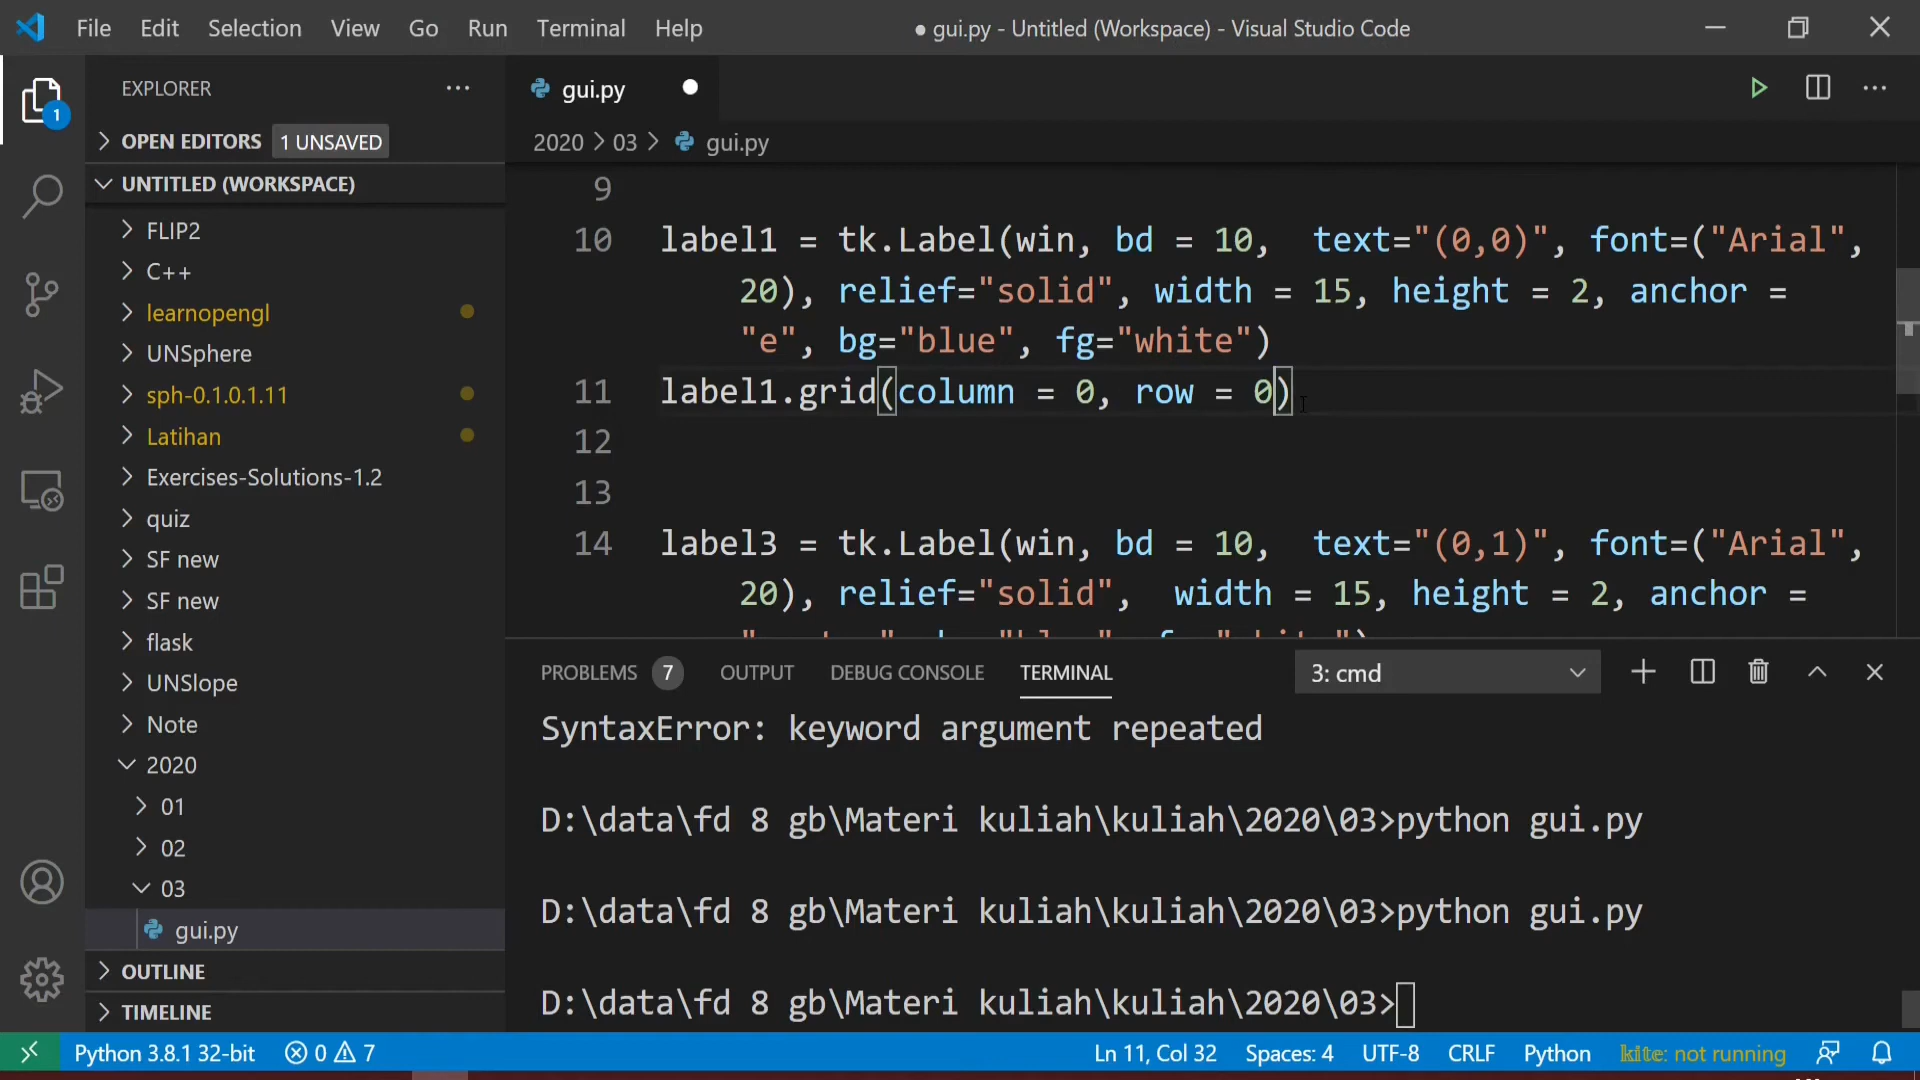 File Edit Selection View Go Run Terminal Help
● gui.py - Untitled (Workspace) - Visual Studio Code
EXPLORER
OPEN EDITORS 1 UNSAVED
UNTITLED (WORKSPACE)
FLIP2
C++
learnopengl
UNSphere
sph-0.1.0.1.11
Latihan
Exercises-Solutions-1.2
quiz
SF new
SF new
flask
UNSlope
Note
2020
01
02
03
gui.py
OUTLINE
TIMELINE
1
gui.py
2020 > 03 > gui.py
9
10 label1 = tk.Label(win, bd = 10,  text="(0,0)", font=("Arial",
20), relief="solid", width = 15, height = 2, anchor =
"e", bg="blue", fg="white")
11 label1.grid(column = 0, row = 0)
12
13
14 label3 = tk.Label(win, bd = 10,  text="(0,1)", font=("Arial",
20), relief="solid",  width = 15, height = 2, anchor =
PROBLEMS 7 OUTPUT DEBUG CONSOLE TERMINAL 3: cmd
SyntaxError: keyword argument repeated
D:\data\fd 8 gb\Materi kuliah\kuliah\2020\03>python gui.py
D:\data\fd 8 gb\Materi kuliah\kuliah\2020\03>python gui.py
D:\data\fd 8 gb\Materi kuliah\kuliah\2020\03>
Python 3.8.1 32-bit 0 7 Ln 11, Col 32 Spaces: 4 UTF-8 CRLF Python kite: not running